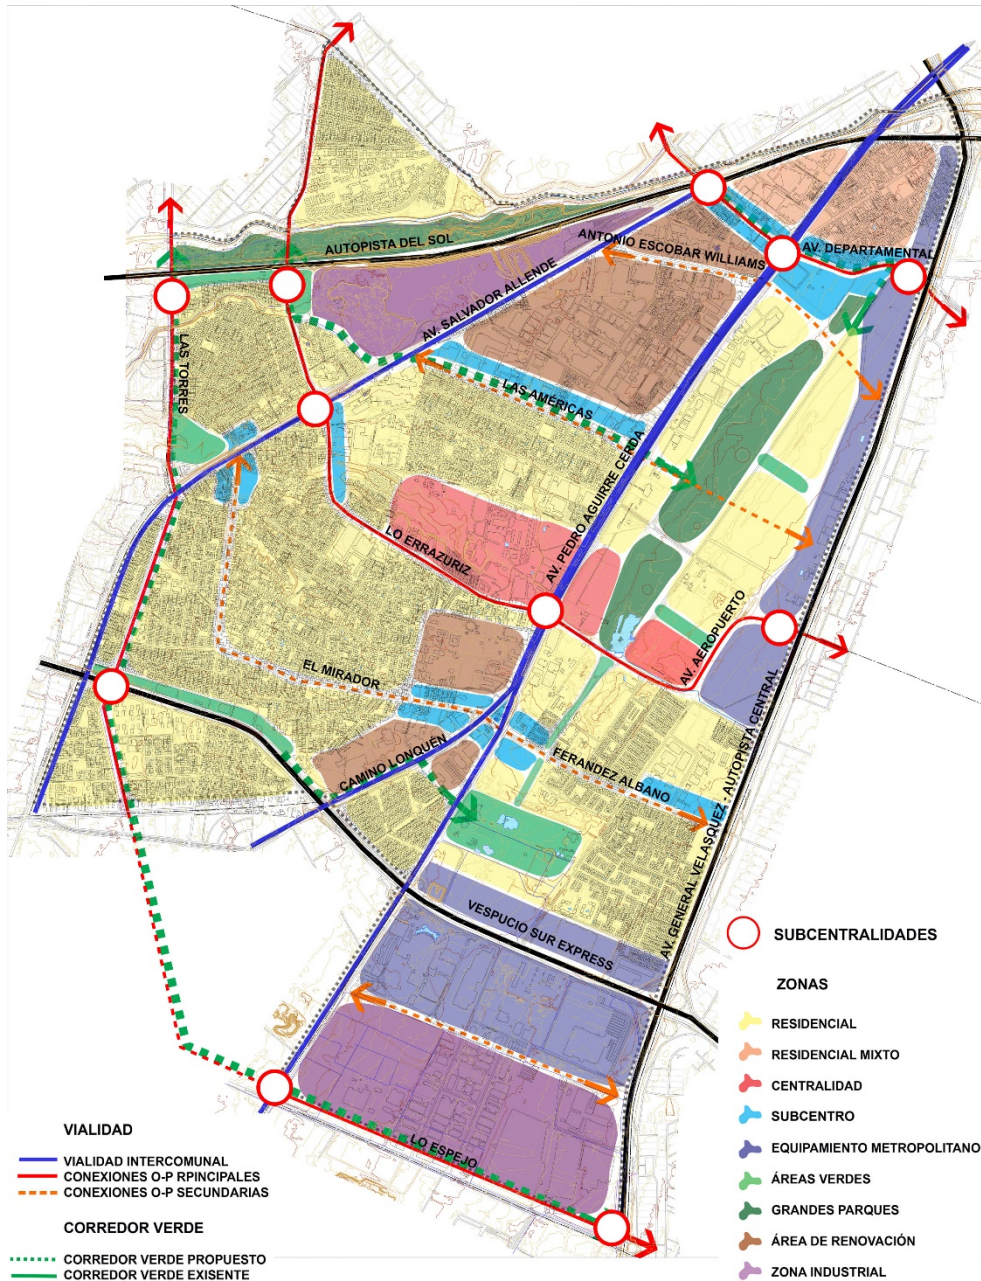 AUTOPISTA DEL SOL
ANTONIO ESCOBAR WILLIAMS
AV. DEPARTAMENTAL
AV. SALVADOR ALLENDE
LAS TORRES
LAS AMÉRICAS
AV. PEDRO AGUIRRE CERDA
LO ERRAZURIZ
AV. AEROPUERTO
EL MIRADOR
CAMINO LONQUÉN
FERANDEZ ALBANO
AV. GENERAL VELASQUEZ - AUTOPISTA CENTRAL
VESPUCIO SUR EXPRESS
LO ESPEJO
SUBCENTRALIDADES
ZONAS
RESIDENCIAL
RESIDENCIAL MIXTO
CENTRALIDAD
SUBCENTRO
EQUIPAMIENTO METROPOLITANO
ÁREAS VERDES
GRANDES PARQUES
ÁREA DE RENOVACIÓN
ZONA INDUSTRIAL
VIALIDAD
VIALIDAD INTERCOMUNAL
CONEXIONES O-P RPINCIPALES
CONEXIONES O-P SECUNDARIAS
CORREDOR VERDE
CORREDOR VERDE PROPUESTO
CORREDOR VERDE EXISENTE